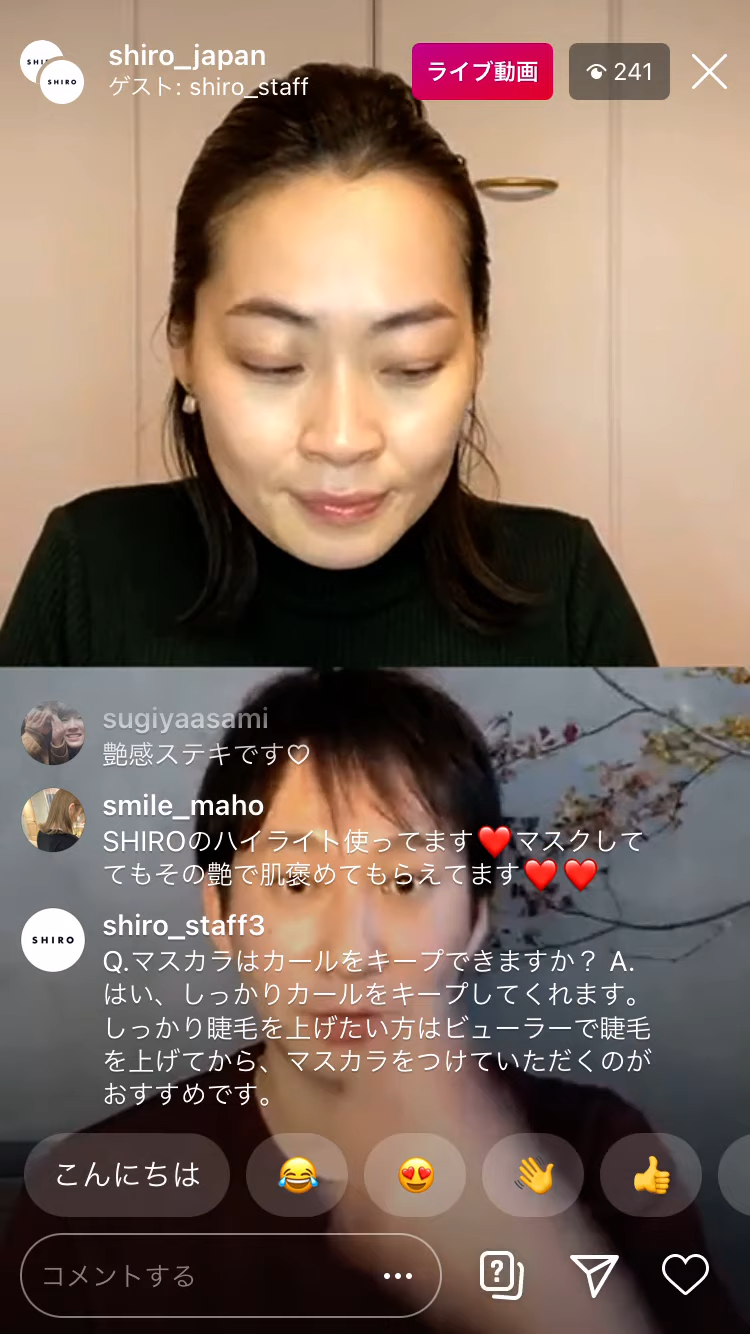 SHI
SHIRO
shiro_japan
ゲスト: shiro_staff
ライブ動画
241
sugiyaasami
艶感ステキです♡
smile_maho
SHIROのハイライト使ってます❤️マスクして
てもその艶で肌褒めてもらえてます❤️❤️
SHIRO
shiro_staff3
Q.マスカラはカールをキープできますか？ A.
はい、しっかりカールをキープしてくれます。
しっかり睫毛を上げたい方はビューラーで睫毛
を上げてから、マスカラをつけていただくのが
おすすめです。
こんにちは
😂 😍 👋 👍
コメントする